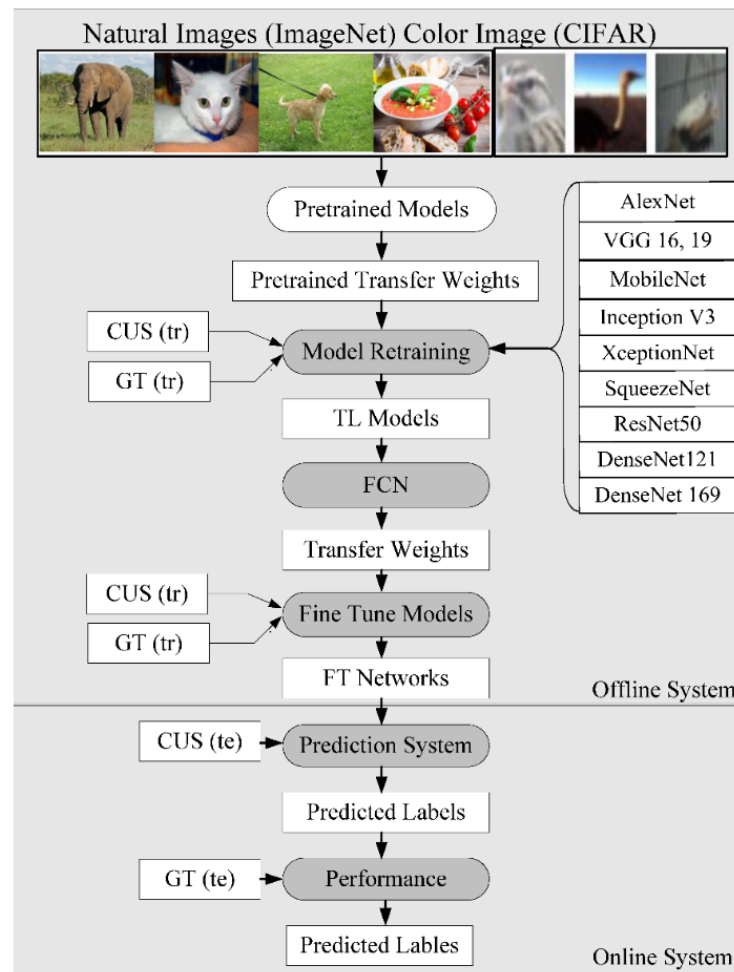 Natural Images (ImageNet) Color Image (CIFAR)
Pretrained Models
Pretrained Transfer Weights
CUS (tr)
GT (tr)
Model Retraining
AlexNet
VGG 16, 19
MobileNet
Inception V3
XceptionNet
SqueezeNet
ResNet50
DenseNet121
DenseNet 169
TL Models
FCN
Transfer Weights
CUS (tr)
GT (tr)
Fine Tune Models
FT Networks
Offline System
CUS (te)
Prediction System
Predicted Labels
GT (te)
Performance
Predicted Lables
Online System